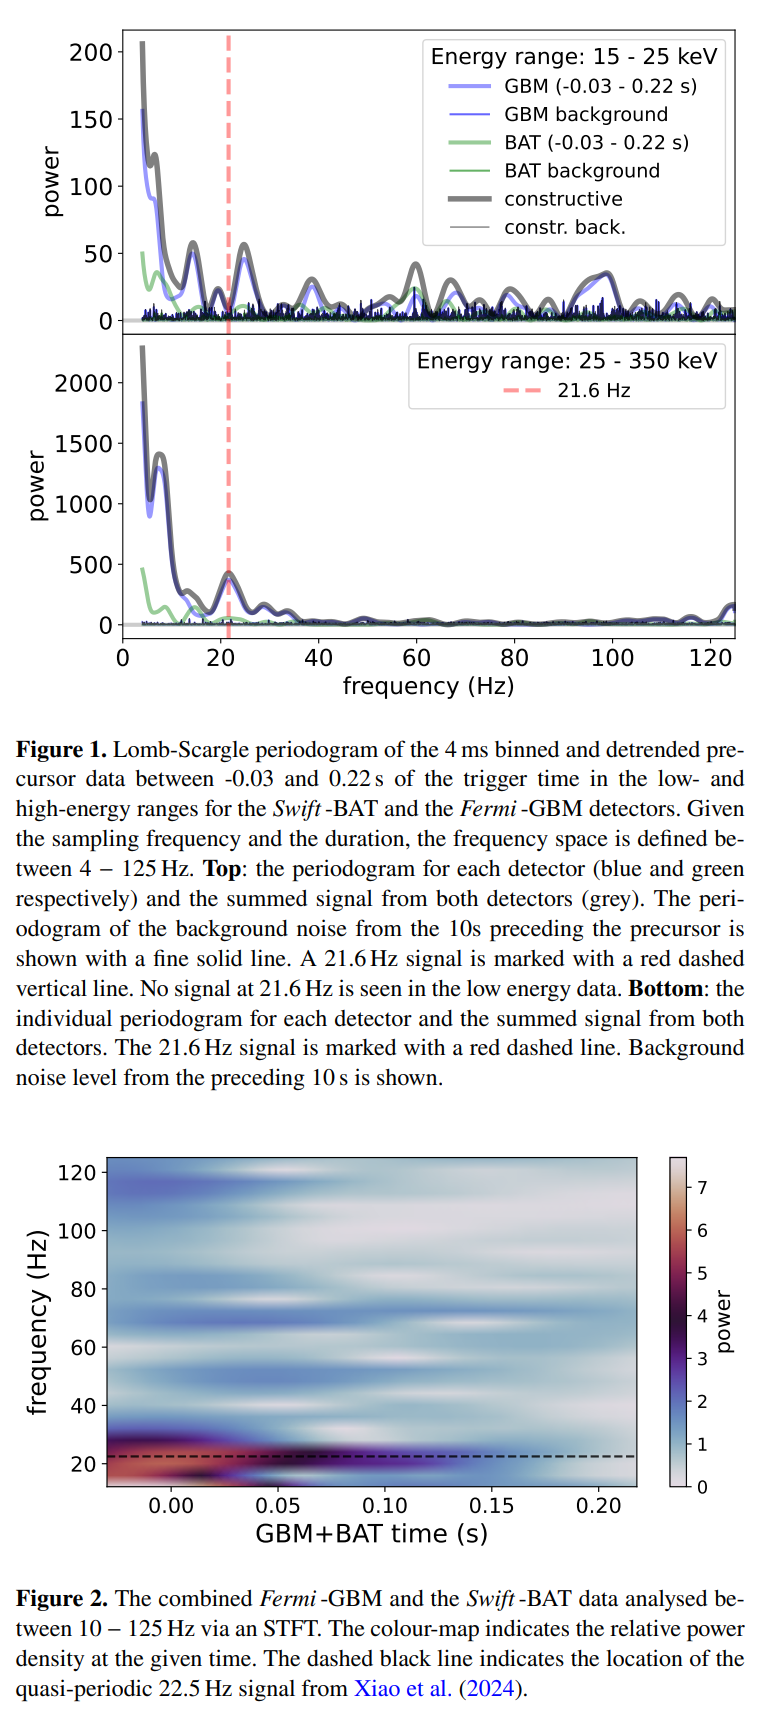 200
150
100
50
0
power
Energy range: 15 - 25 keV
GBM (-0.03 - 0.22 s)
GBM background
BAT (-0.03 - 0.22 s)
BAT background
constructive
constr. back.
2000
1500
1000
500
0
power
Energy range: 25 - 350 keV
21.6 Hz
0 20 40 60 80 100 120
frequency (Hz)
Figure 1. Lomb-Scargle periodogram of the 4 ms binned and detrended pre-
cursor data between -0.03 and 0.22 s of the trigger time in the low- and
high-energy ranges for the Swift-BAT and the Fermi-GBM detectors. Given
the sampling frequency and the duration, the frequency space is defined be-
tween 4 − 125 Hz. Top: the periodogram for each detector (blue and green
respectively) and the summed signal from both detectors (grey). The peri-
odogram of the background noise from the 10s preceding the precursor is
shown with a fine solid line. A 21.6 Hz signal is marked with a red dashed
vertical line. No signal at 21.6 Hz is seen in the low energy data. Bottom: the
individual periodogram for each detector and the summed signal from both
detectors. The 21.6 Hz signal is marked with a red dashed line. Background
noise level from the preceding 10 s is shown.
120
100
80
60
40
20
frequency (Hz)
0.00 0.05 0.10 0.15 0.20
GBM+BAT time (s)
7
6
5
4
3
2
1
0
power
Figure 2. The combined Fermi-GBM and the Swift-BAT data analysed be-
tween 10 − 125 Hz via an STFT. The colour-map indicates the relative power
density at the given time. The dashed black line indicates the location of the
quasi-periodic 22.5 Hz signal from Xiao et al. (2024).